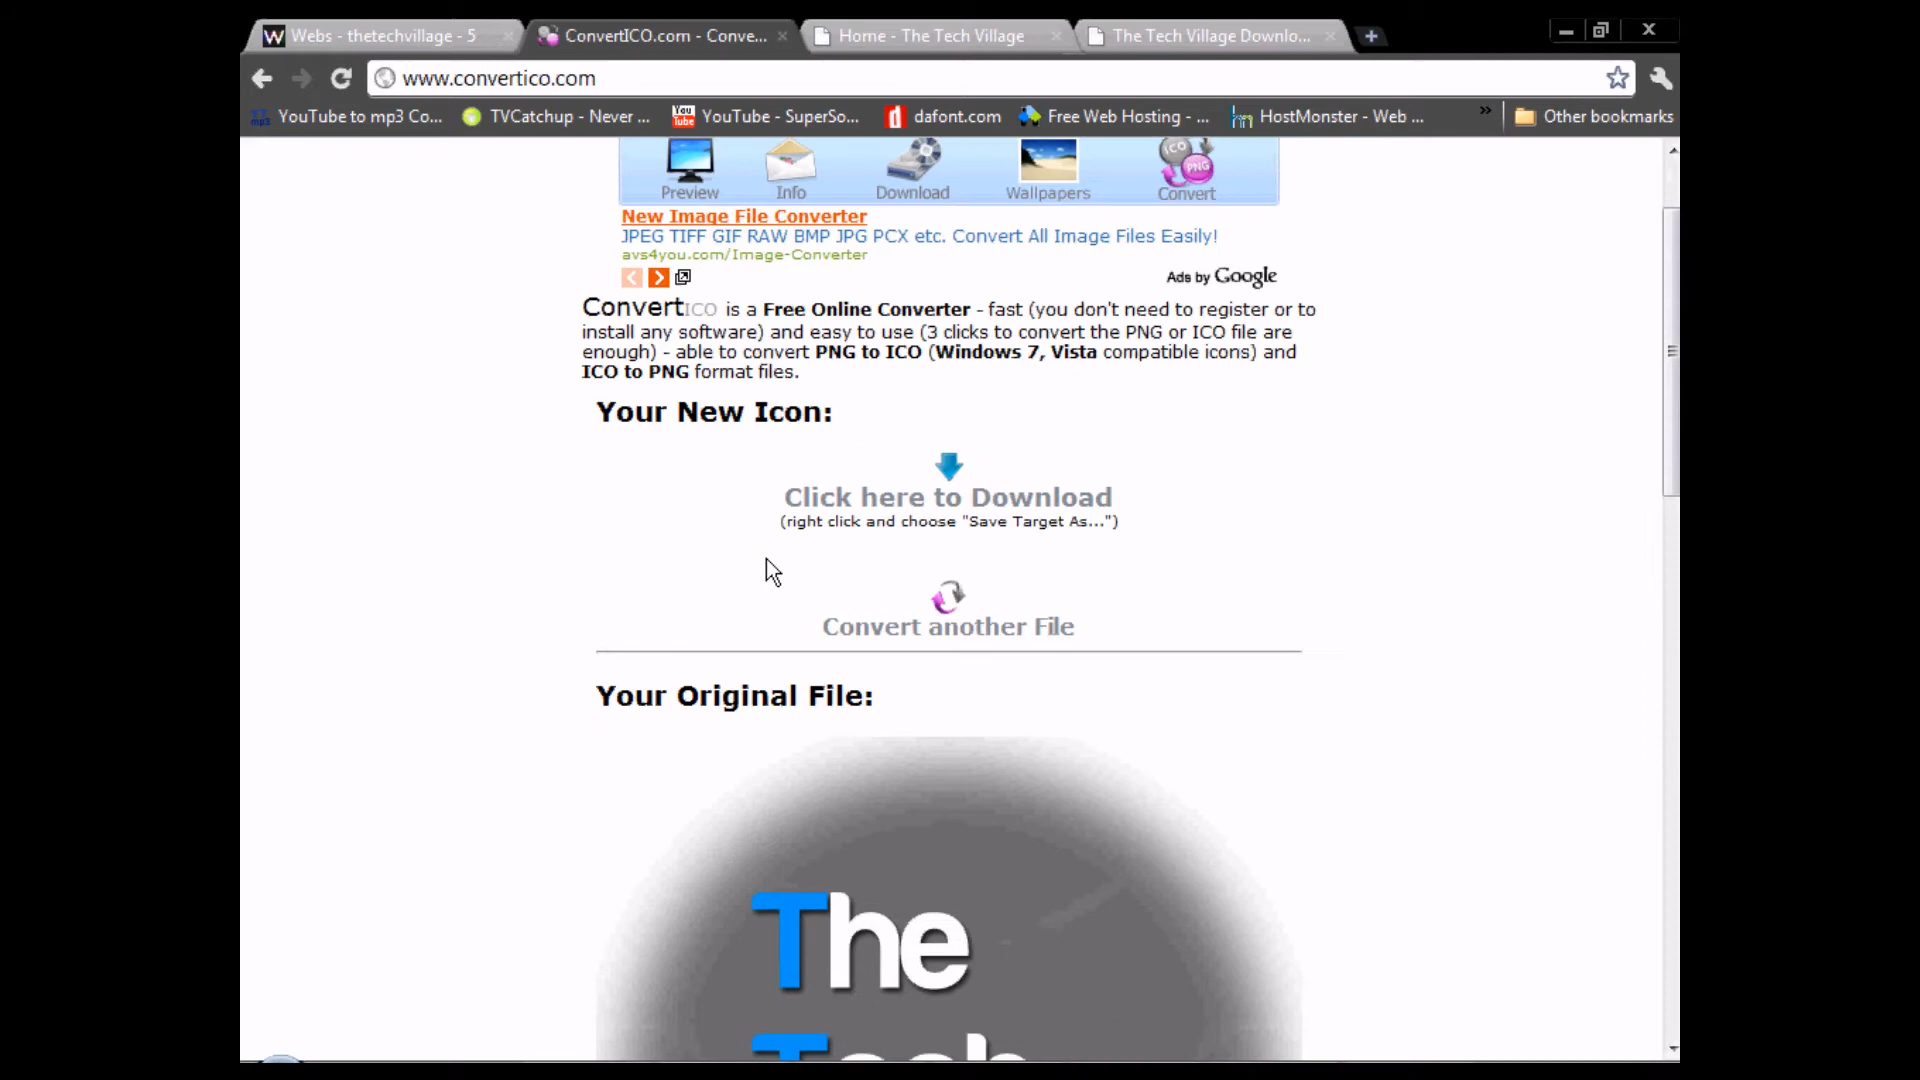 Webs - thetechvillage - 5
ConvertICO.com - Conve...
Home - The Tech Village
The Tech Village Downlo...
www.convertico.com
YouTube to mp3 Co...
TVCatchup - Never ...
YouTube - SuperSo...
dafont.com
Free Web Hosting - ...
HostMonster - Web ...
Other bookmarks
ICO
PNG
Preview
Info
Download
Wallpapers
Convert
New Image File Converter
JPEG TIFF GIF RAW BMP JPG PCX etc. Convert All Image Files Easily!
avs4you.com/Image-Converter
Ads by Google
ConvertICO is a Free Online Converter - fast (you don't need to register or to
install any software) and easy to use (3 clicks to convert the PNG or ICO file are
enough) - able to convert PNG to ICO (Windows 7, Vista compatible icons) and
ICO to PNG format files.
Your New Icon:
Click here to Download
(right click and choose "Save Target As...")
Convert another File
Your Original File:
The
Tech